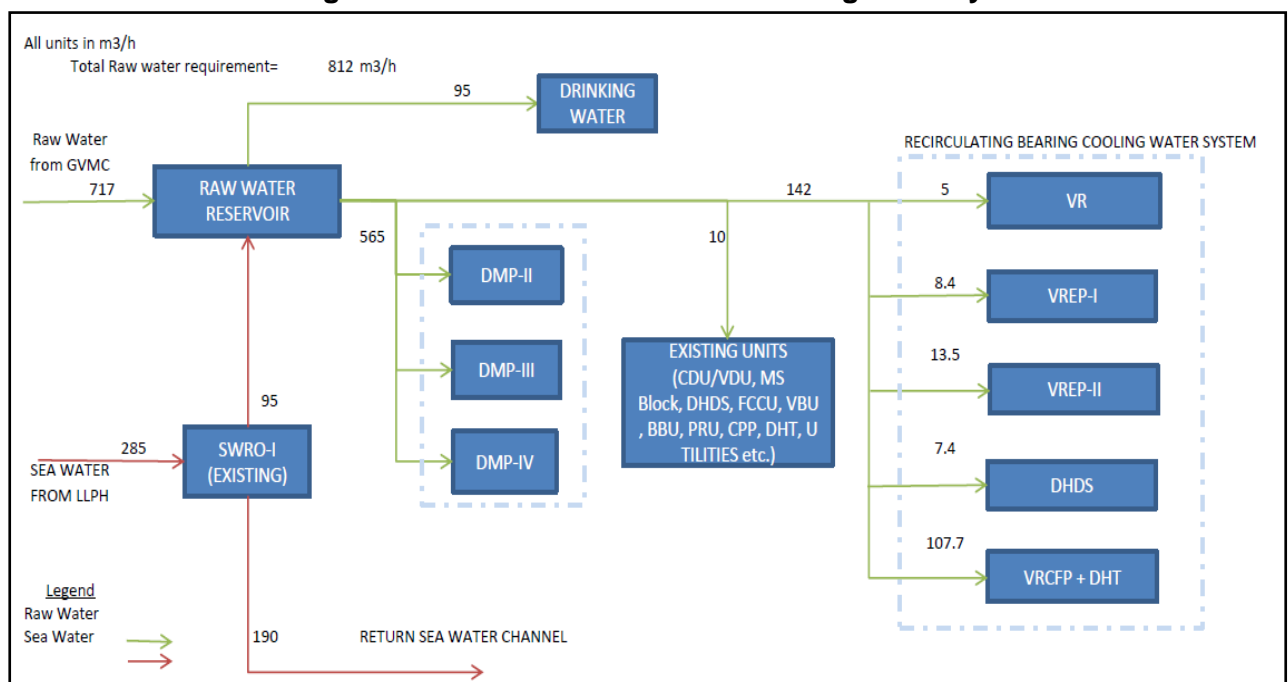 All units in m3/h
Total Raw water requirement= 812 m3/h
95
DRINKING
WATER
Raw Water
from GVMC
717
RAW WATER
RESERVOIR
RECIRCULATING BEARING COOLING WATER SYSTEM
142
5
VR
565
10
DMP-II
8.4
VREP-I
DMP-III
EXISTING UNITS
(CDU/VDU, MS
Block, DHDS, FCCU, VBU
, BBU, PRU, CPP, DHT, U
TILITIES etc.)
13.5
VREP-II
95
285
SEA WATER
FROM LLPH
SWRO-I
(EXISTING)
DMP-IV
7.4
DHDS
107.7
VRCFP + DHT
Legend
Raw Water
Sea Water
190
RETURN SEA WATER CHANNEL